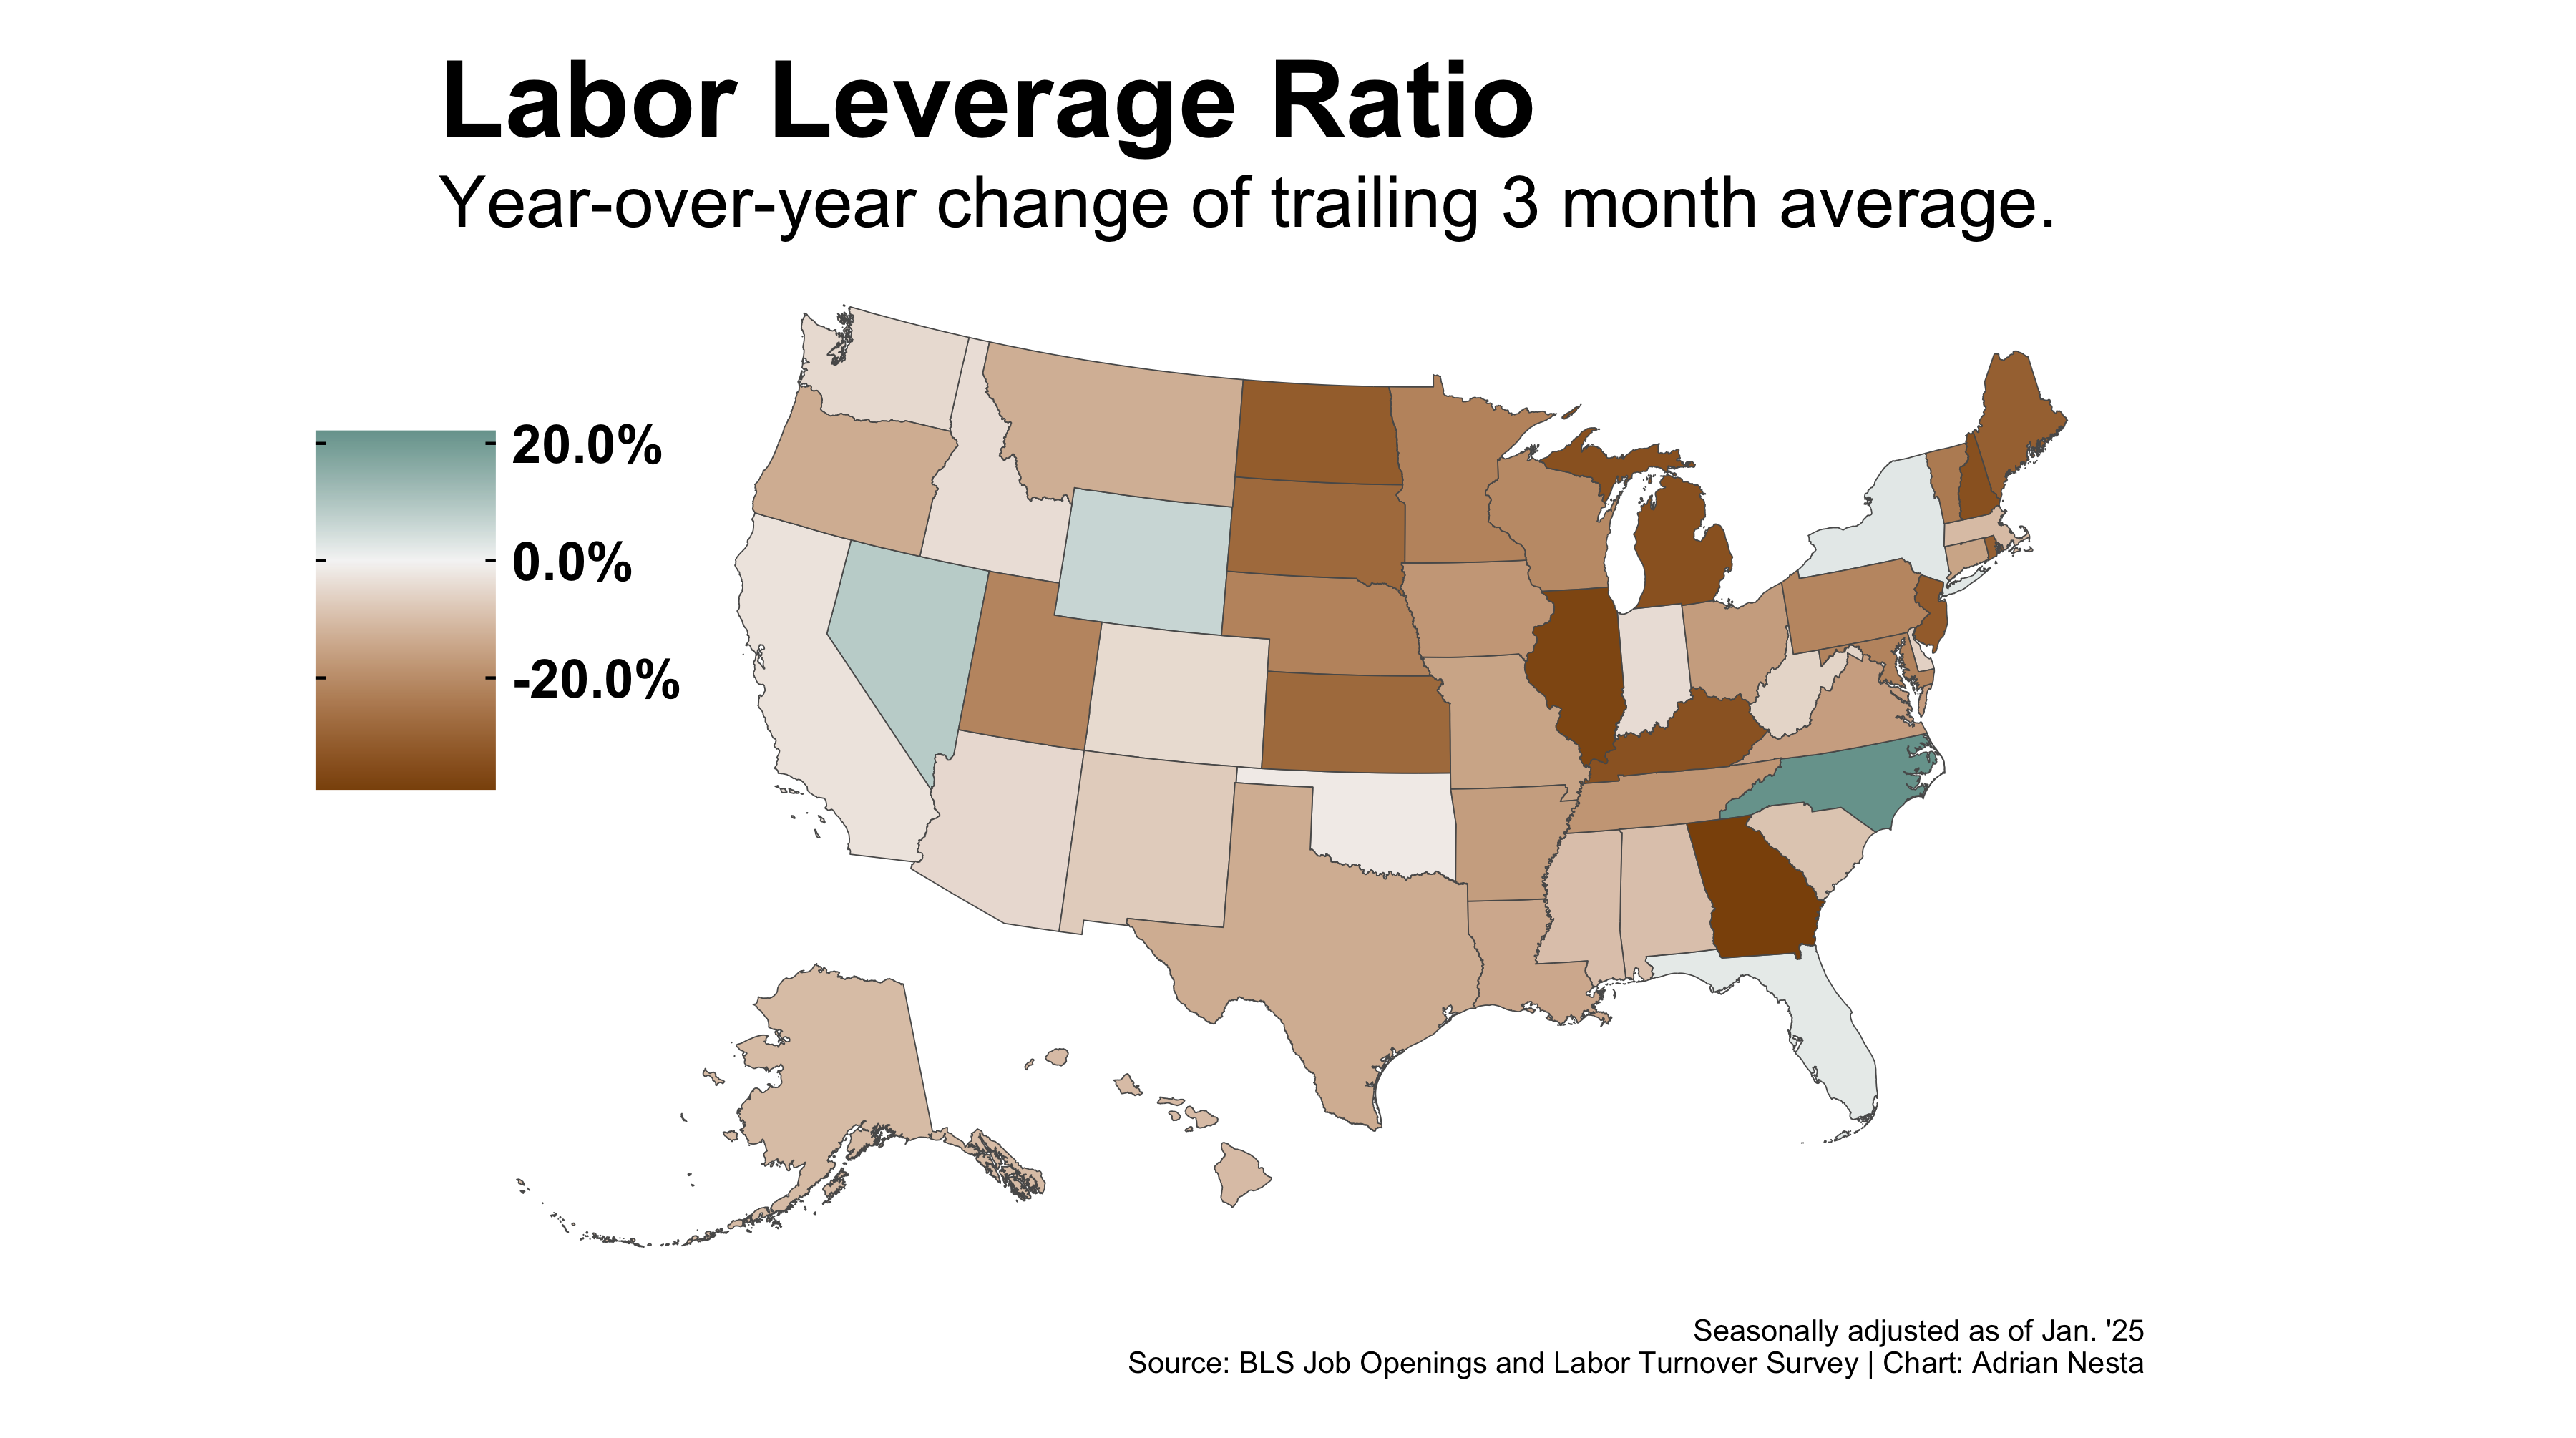 Labor Leverage Ratio
Year-over-year change of trailing 3 month average.
20.0%
0.0%
-20.0%
Seasonally adjusted as of Jan. '25
Source: BLS Job Openings and Labor Turnover Survey | Chart: Adrian Nesta